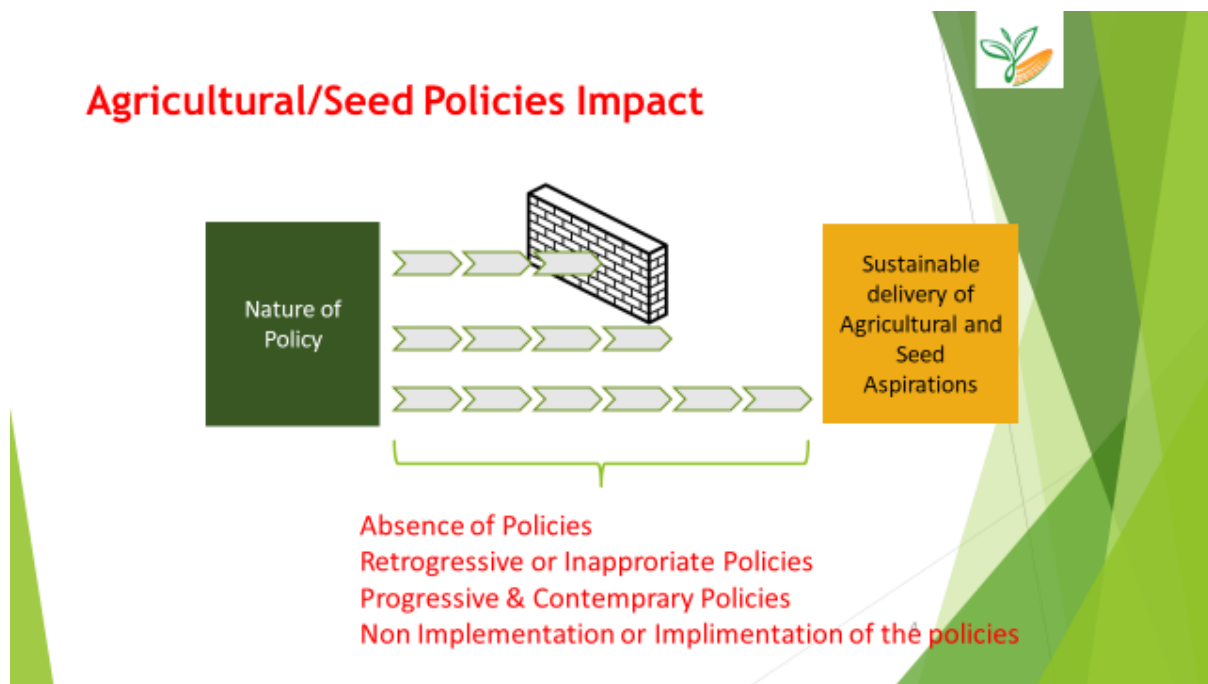 Agricultural/Seed Policies Impact
Nature of
Policy
Sustainable
delivery of
Agricultural and
Seed
Aspirations
Absence of Policies
Retrogressive or Inapproriate Policies
Progressive & Contemprary Policies
Non Implementation or Implimentation of the policies